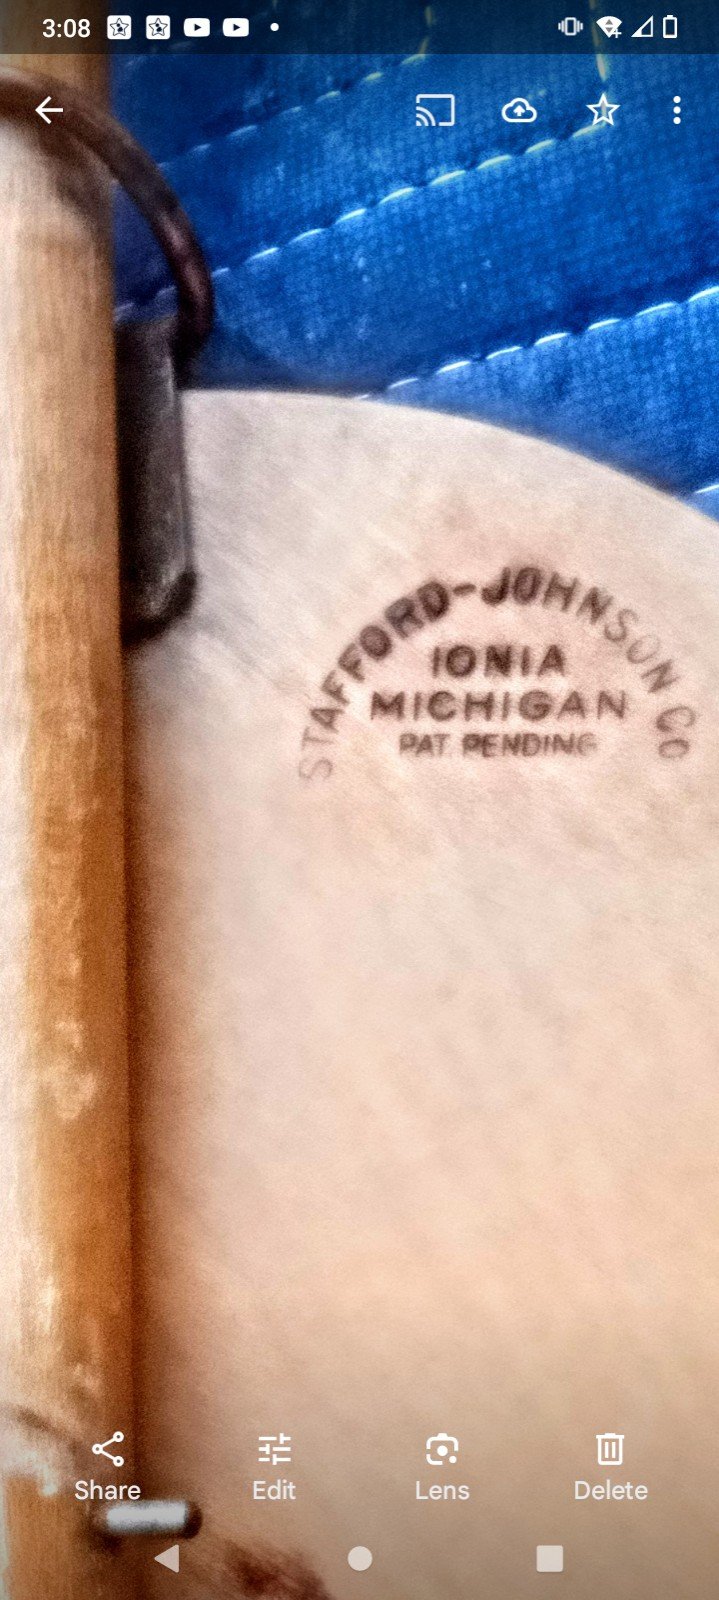 3:08
STAFFORD-JOHNSON CO
IONIA
MICHIGAN
PAT. PENDING
Share Edit Lens Delete